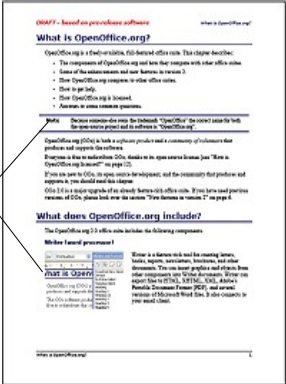 DRAFT – based on pre-release software
What is OpenOffice.org?
What is OpenOffice.org?
OpenOffice.org is a freely-available, full-featured office suite. This chapter describes:
• The components of OpenOffice.org and how they compare with other office suites.
• Some of the enhancements and new features in version 2.
• How OpenOffice.org compares to other office suites.
• How to get help.
• How OpenOffice.org is licensed.
• Answers to some common questions.
Note: Because someone else owns the trademark "OpenOffice" the correct name for both
the open-source project and its software is "OpenOffice.org".
OpenOffice.org (OOo) is both a software product and a community of volunteers that
produces and supports the software.
Everyone is free to redistribute OOo, thanks to its open source license (see "How is
OpenOffice.org licensed?" on page 12).
If you are new to OOo, its open source development, and the community that produces and
supports it, you should read this chapter.
OOo 2.0 is a major upgrade of an already feature-rich office suite. If you have used previous
versions of OOo, please look over the section "New features in version 2" on page 6.
What does OpenOffice.org include?
The OpenOffice.org 2.0 office suite includes the following components.
Writer (word processor)
Writer is a feature rich tool for creating letters,
books, reports, newsletters, brochures, and other
documents. You can insert graphics and objects from
other components into Writer documents. Writer can
export files to HTML, XHTML, XML, Adobe's
Portable Document Format (PDF), and several
versions of Microsoft Word files. It also connects to
your email client.
What is Open
What is OpenOffice.org?
1